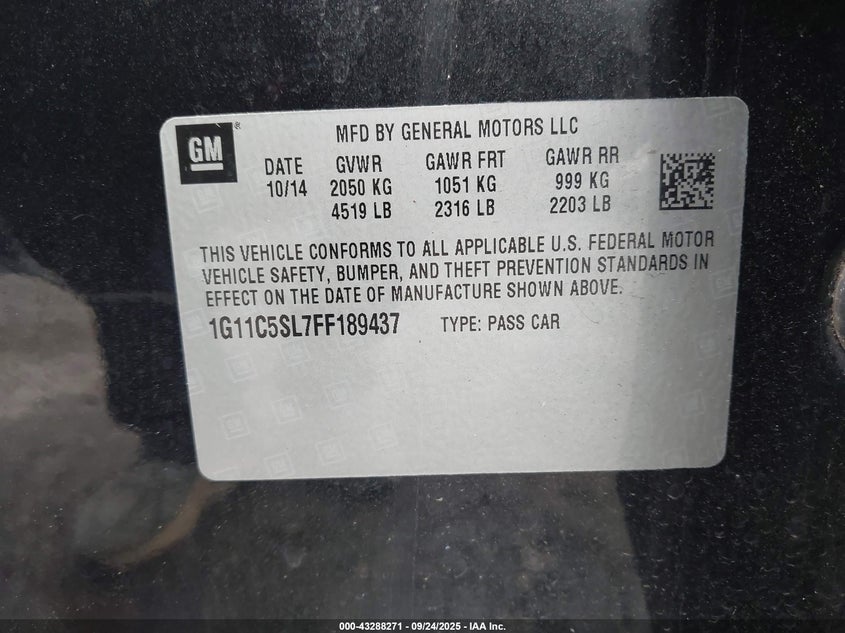 GM ®
MFD BY GENERAL MOTORS LLC
DATE GVWR GAWR FRT GAWR RR
10/14 2050 KG 1051 KG 999 KG
4519 LB 2316 LB 2203 LB
THIS VEHICLE CONFORMS TO ALL APPLICABLE U.S. FEDERAL MOTOR
VEHICLE SAFETY, BUMPER, AND THEFT PREVENTION STANDARDS IN
EFFECT ON THE DATE OF MANUFACTURE SHOWN ABOVE.
1G11C5SL7FF189437 TYPE: PASS CAR
000-43288271 - 09/24/2025 - IAA Inc.